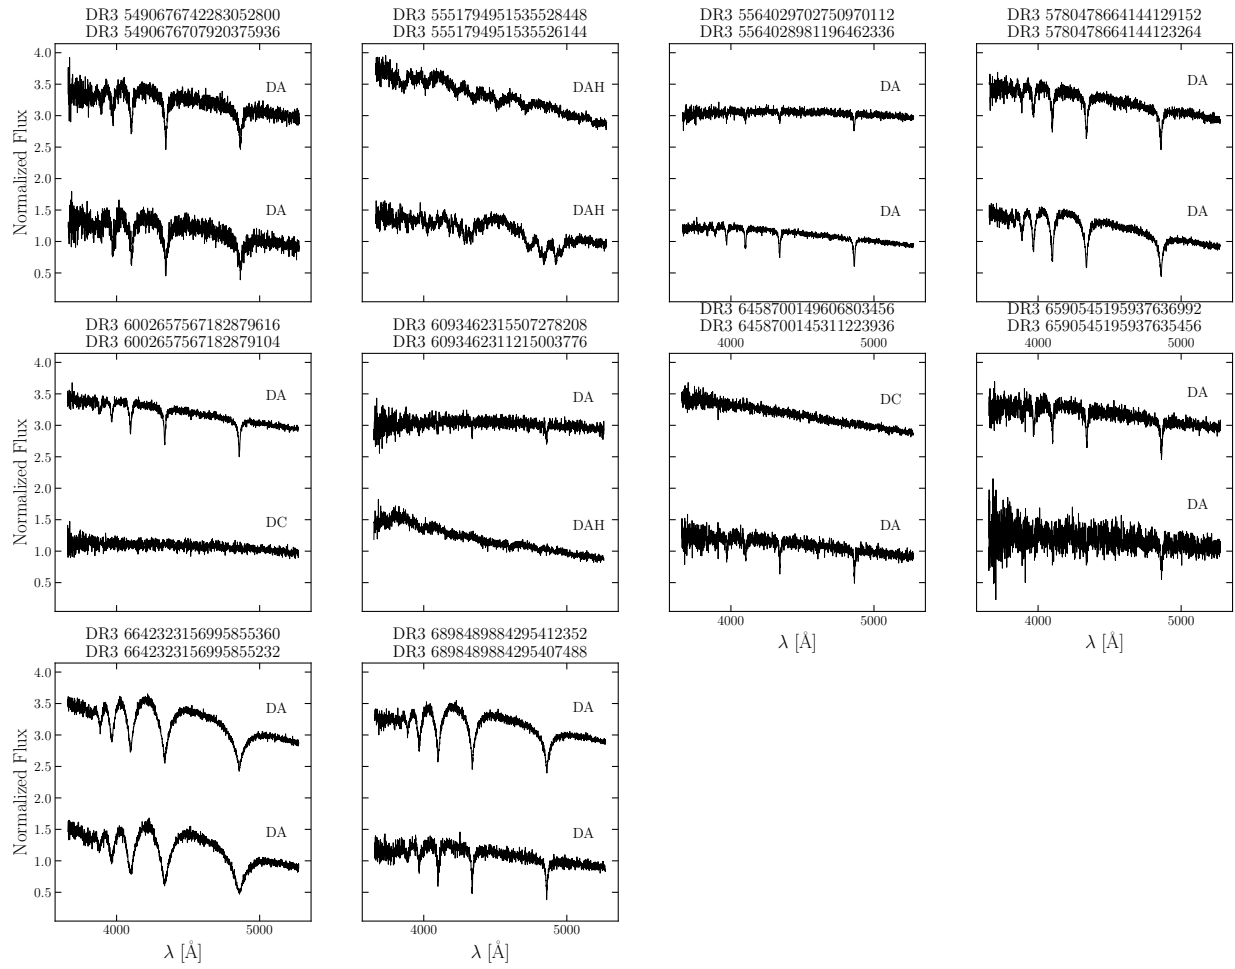 DR3 5490676742283052800
DR3 5490676707920375936
DR3 5551794951535528448
DR3 5551794951535526144
DR3 5564029702750970112
DR3 5564028981196462336
DR3 5780478664144129152
DR3 5780478664144123264
Normalized Flux
4.0
3.5
3.0
2.5
2.0
1.5
1.0
0.5
DA
DA
DAH
DAH
DA
DA
DA
DA
DR3 6002657567182879616
DR3 6002657567182879104
DR3 6093462315507278208
DR3 6093462311215003776
DR3 6458700149606803456
DR3 6458700145311223936
DR3 6590545195937636992
DR3 6590545195937635456
4000
5000
4000
5000
Normalized Flux
4.0
3.5
3.0
2.5
2.0
1.5
1.0
0.5
DA
DC
DA
DAH
DC
DA
DA
DA
4000
5000
λ [Å]
4000
5000
λ [Å]
DR3 6642323156995855360
DR3 6642323156995855232
DR3 6898489884295412352
DR3 6898489884295407488
Normalized Flux
4.0
3.5
3.0
2.5
2.0
1.5
1.0
0.5
DA
DA
DA
DA
4000
5000
λ [Å]
4000
5000
λ [Å]